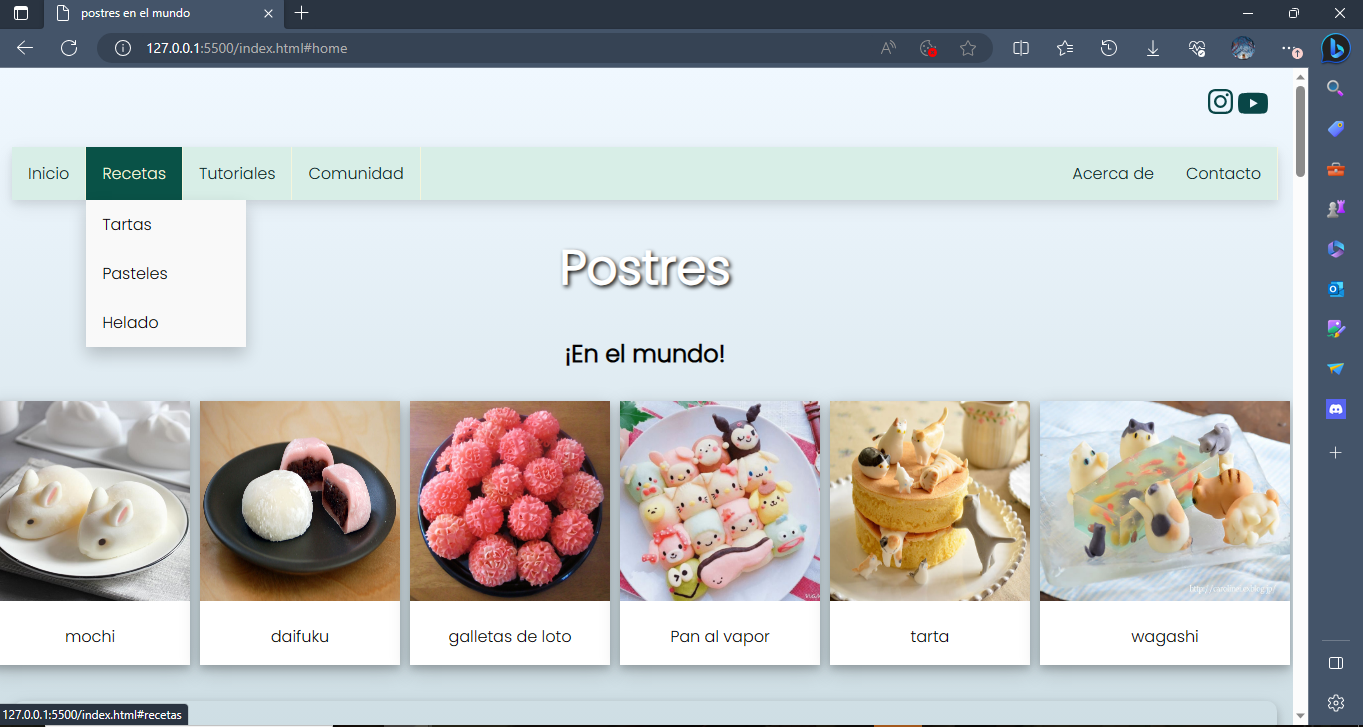 postres en el mundo
127.0.0.1:5500/index.html#home
Inicio
Recetas
Tutoriales
Comunidad
Acerca de
Contacto
Tartas
Pasteles
Helado
Postres
¡En el mundo!
mochi
daifuku
galletas de loto
Pan al vapor
tarta
wagashi
127.0.0.1:5500/index.html#recetas